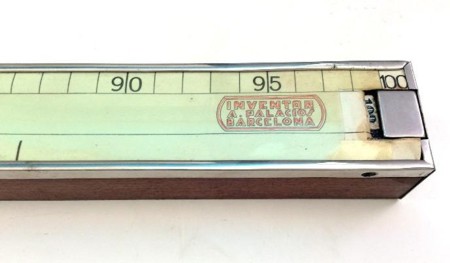 90 95 100
INVENTOR
A. PALACIOS
BARCELONA
100